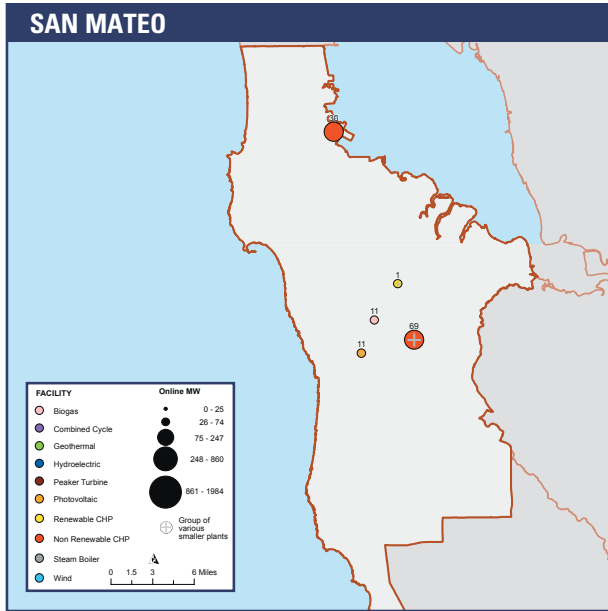 SAN MATEO
30
1
11
69
11
FACILITY
Online MW
Biogas
0 - 25
Combined Cycle
26 - 74
Geothermal
75 - 247
Hydroelectric
248 - 860
Peaker Turbine
Photovoltaic
861 - 1984
Renewable CHP
Group of
various
smaller plants
Non Renewable CHP
Steam Boiler
Wind
0 1.5 3 6 Miles